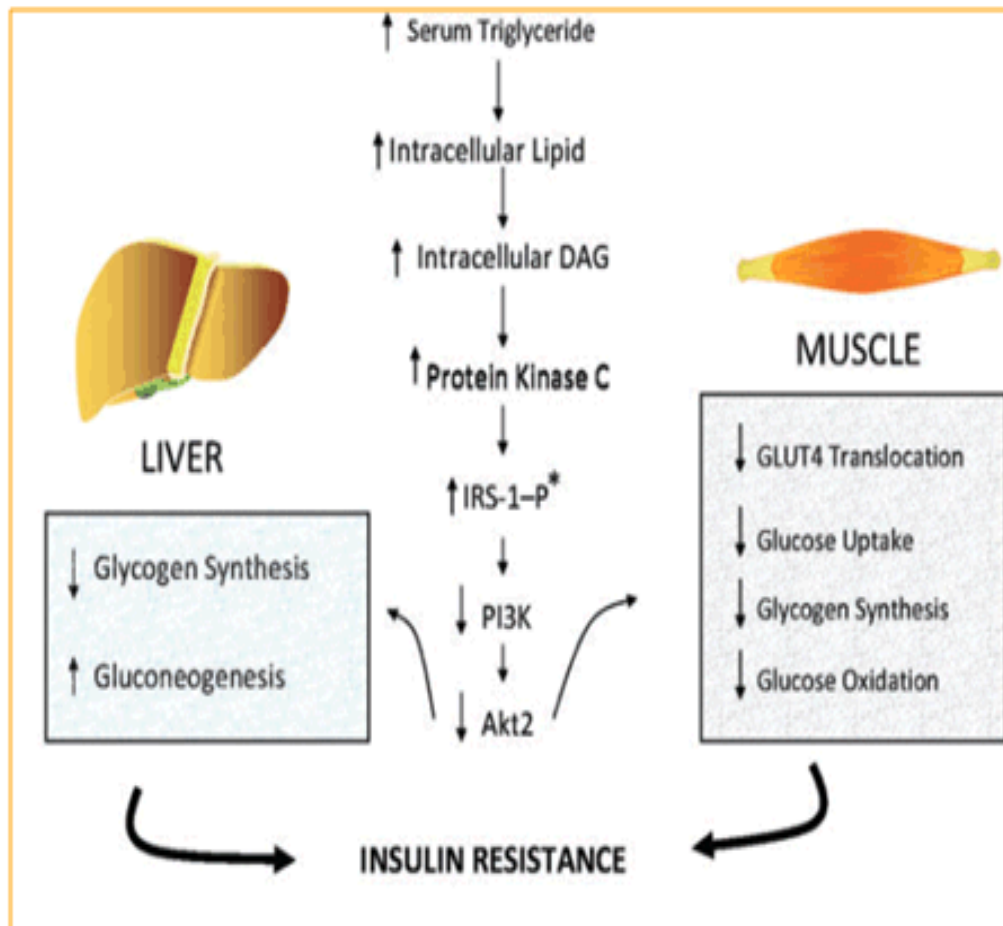 ↑ Serum Triglyceride
↑ Intracellular Lipid
↑ Intracellular DAG
↑ Protein Kinase C
↑ IRS-1–P*
↓ PI3K
↓ Akt2
LIVER
↓ Glycogen Synthesis
↑ Gluconeogenesis
MUSCLE
↓ GLUT4 Translocation
↓ Glucose Uptake
↓ Glycogen Synthesis
↓ Glucose Oxidation
INSULIN RESISTANCE